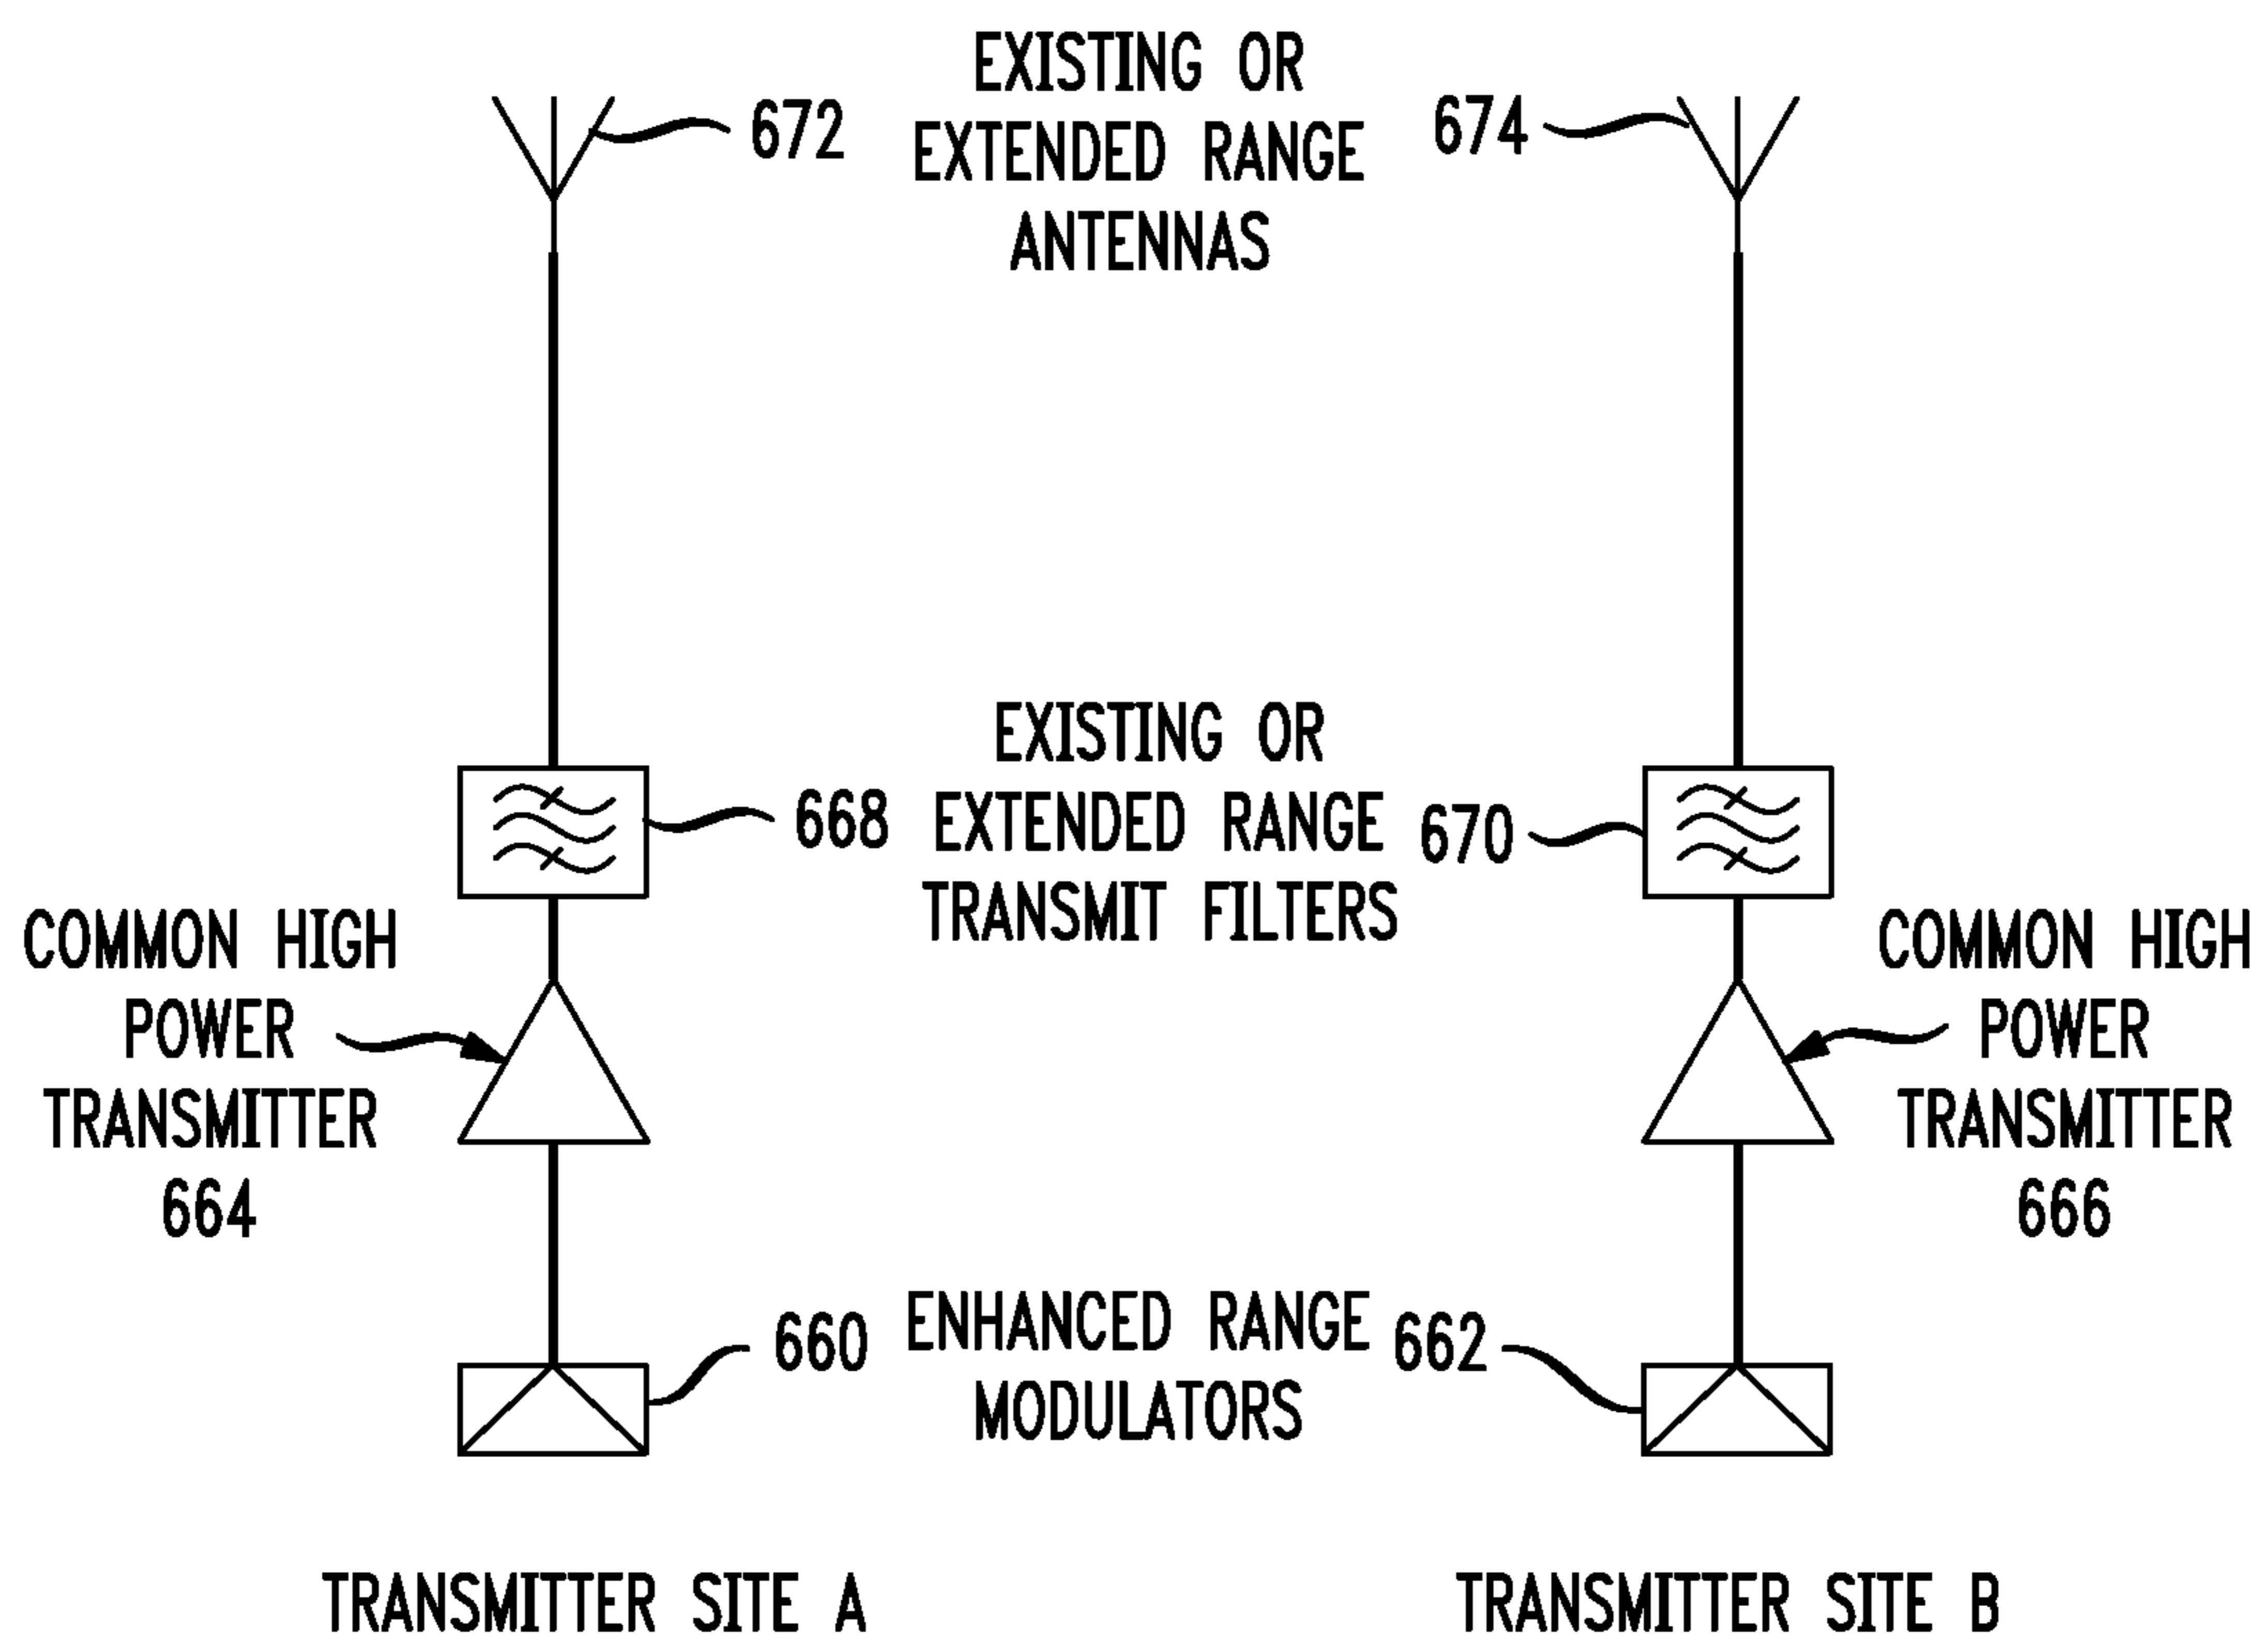 EXISTING OR
EXTENDED RANGE
ANTENNAS
672
674
EXISTING OR
EXTENDED RANGE
TRANSMIT FILTERS
668
670
COMMON HIGH
POWER
TRANSMITTER
664
COMMON HIGH
POWER
TRANSMITTER
666
660
ENHANCED RANGE
MODULATORS
662
TRANSMITTER SITE A
TRANSMITTER SITE B